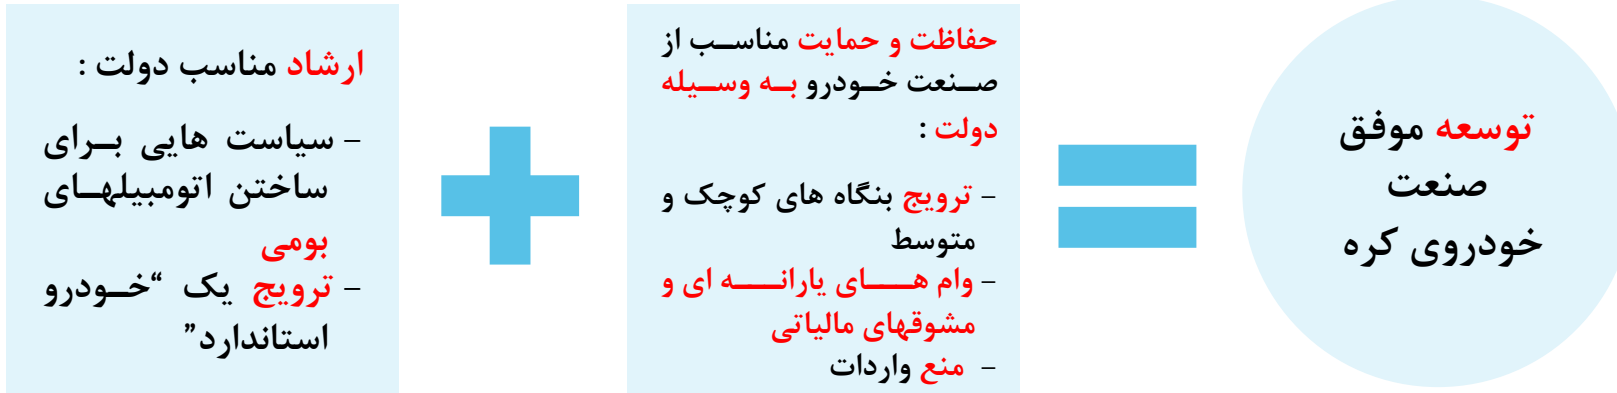 ارشاد مناسب دولت :
- سیاست هایی برای
ساختن اتومبیلهای
بومی
- ترویج یک “خودرو
استاندارد”
حفاظت و حمایت مناسب از
صنعت خودرو به وسیله
دولت :
- ترویج بنگاه های کوچک و
متوسط
- وام های یارانه ای و
مشوقهای مالیاتی
- منع واردات
توسعه موفق
صنعت
خودروی کره